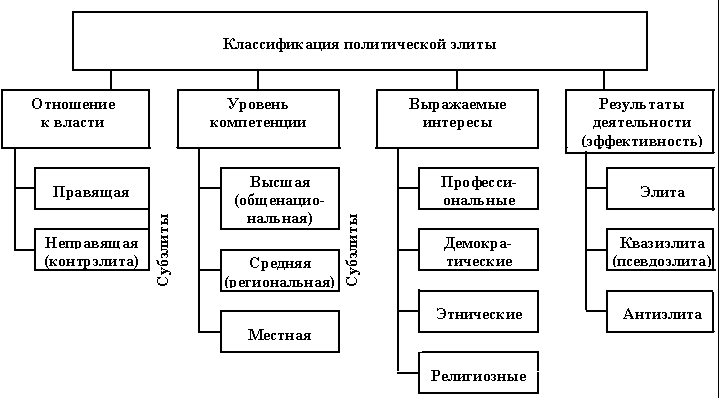 Классификация политической элиты
Отношение
к власти
Правящая
Неправящая
(контрэлита)
Субэлиты
Уровень
компетенции
Высшая
(общенацио-
нальная)
Средняя
(региональная)
Местная
Субэлиты
Выражаемые
интересы
Професси-
ональные
Демокра-
тические
Этнические
Религиозные
Результаты
деятельности
(эффективность)
Элита
Квазиэлита
(псевдоэлита)
Антиэлита